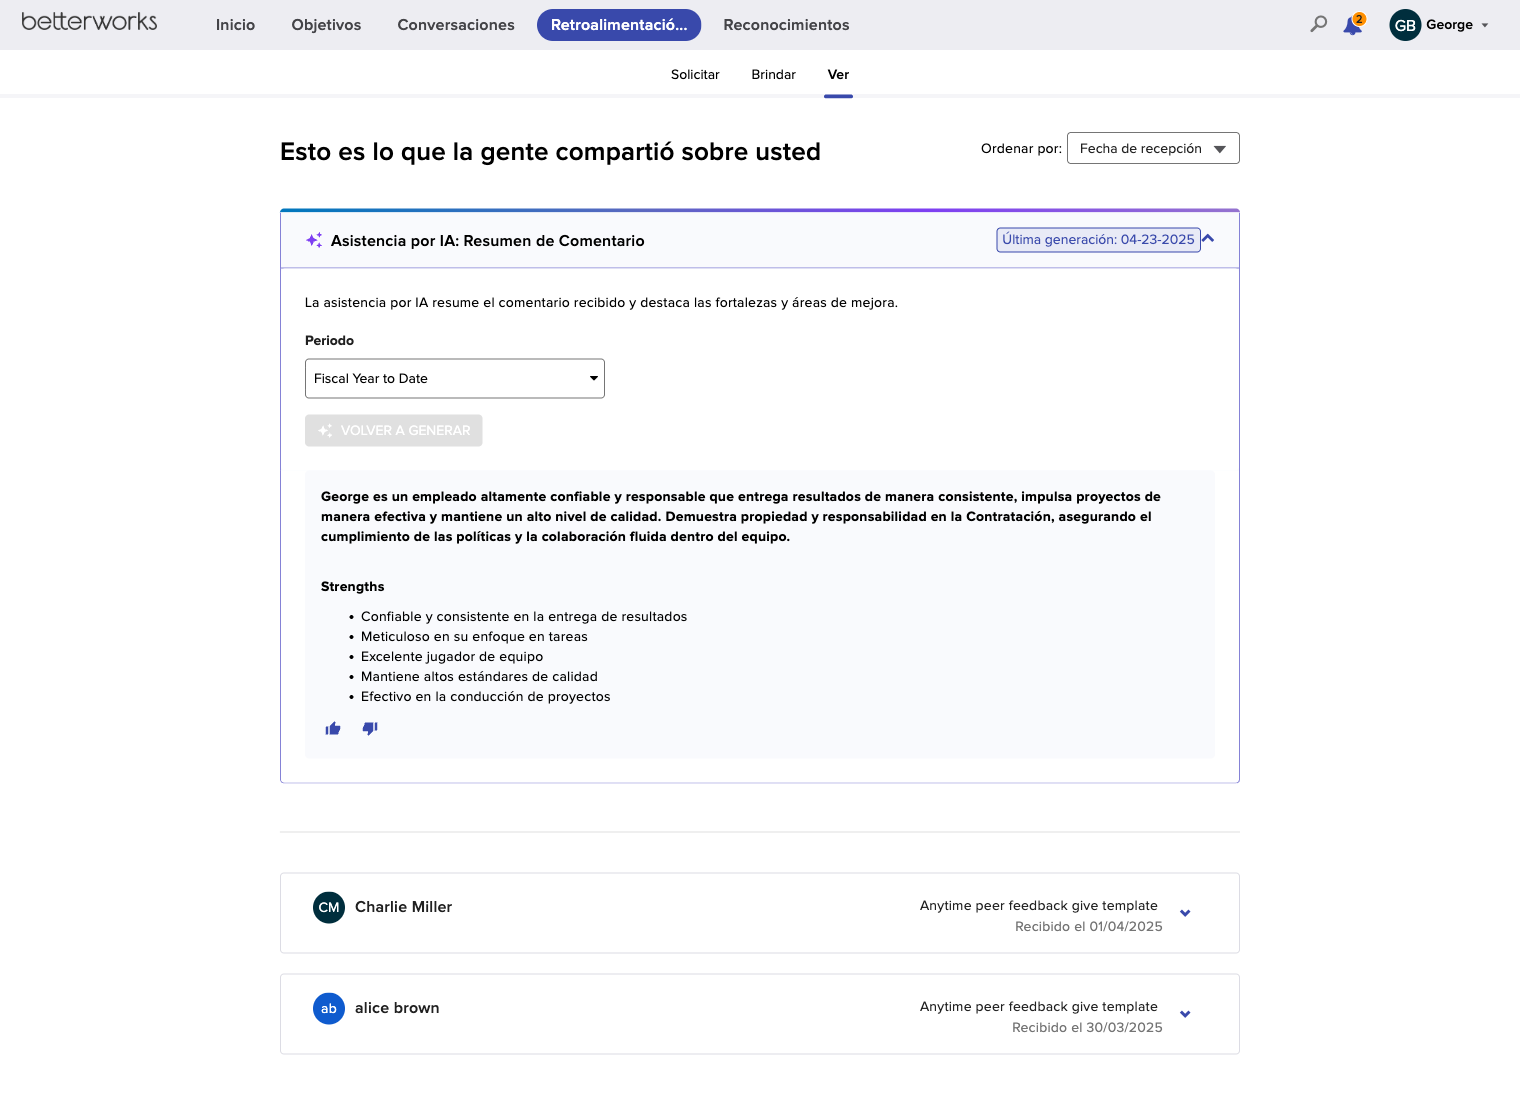 betterworks
Inicio
Objetivos
Conversaciones
Retroalimentació...
Reconocimientos
2
GB
George
Solicitar
Brindar
Ver
Esto es lo que la gente compartió sobre usted
Ordenar por:
Fecha de recepción
Asistencia por IA: Resumen de Comentario
Última generación: 04-23-2025
La asistencia por IA resume el comentario recibido y destaca las fortalezas y áreas de mejora.
Periodo
Fiscal Year to Date
VOLVER A GENERAR
George es un empleado altamente confiable y responsable que entrega resultados de manera consistente, impulsa proyectos de
manera efectiva y mantiene un alto nivel de calidad. Demuestra propiedad y responsabilidad en la Contratación, asegurando el
cumplimiento de las políticas y la colaboración fluida dentro del equipo.
Strengths
• Confiable y consistente en la entrega de resultados
• Meticuloso en su enfoque en tareas
• Excelente jugador de equipo
• Mantiene altos estándares de calidad
• Efectivo en la conducción de proyectos
CM
Charlie Miller
Anytime peer feedback give template
Recibido el 01/04/2025
ab
alice brown
Anytime peer feedback give template
Recibido el 30/03/2025